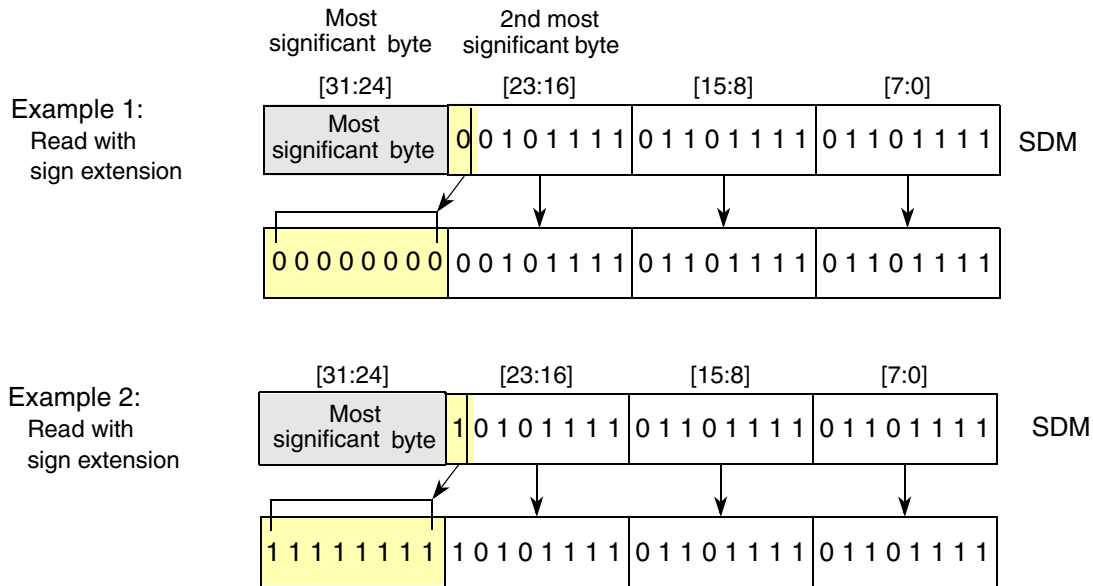 Most
significant byte
2nd most
significant byte
[31:24] [23:16] [15:8] [7:0]
Example 1:
Read with
sign extension
Most
significant byte
0 0 1 0 1 1 1 1 0 1 1 0 1 1 1 1 0 1 1 0 1 1 1 1 SDM
0 0 0 0 0 0 0 0 0 0 1 0 1 1 1 1 0 1 1 0 1 1 1 1 0 1 1 0 1 1 1 1
[31:24] [23:16] [15:8] [7:0]
Example 2:
Read with
sign extension
Most
significant byte
1 0 1 0 1 1 1 1 0 1 1 0 1 1 1 1 0 1 1 0 1 1 1 1 SDM
1 1 1 1 1 1 1 1 1 0 1 0 1 1 1 1 0 1 1 0 1 1 1 1 0 1 1 0 1 1 1 1